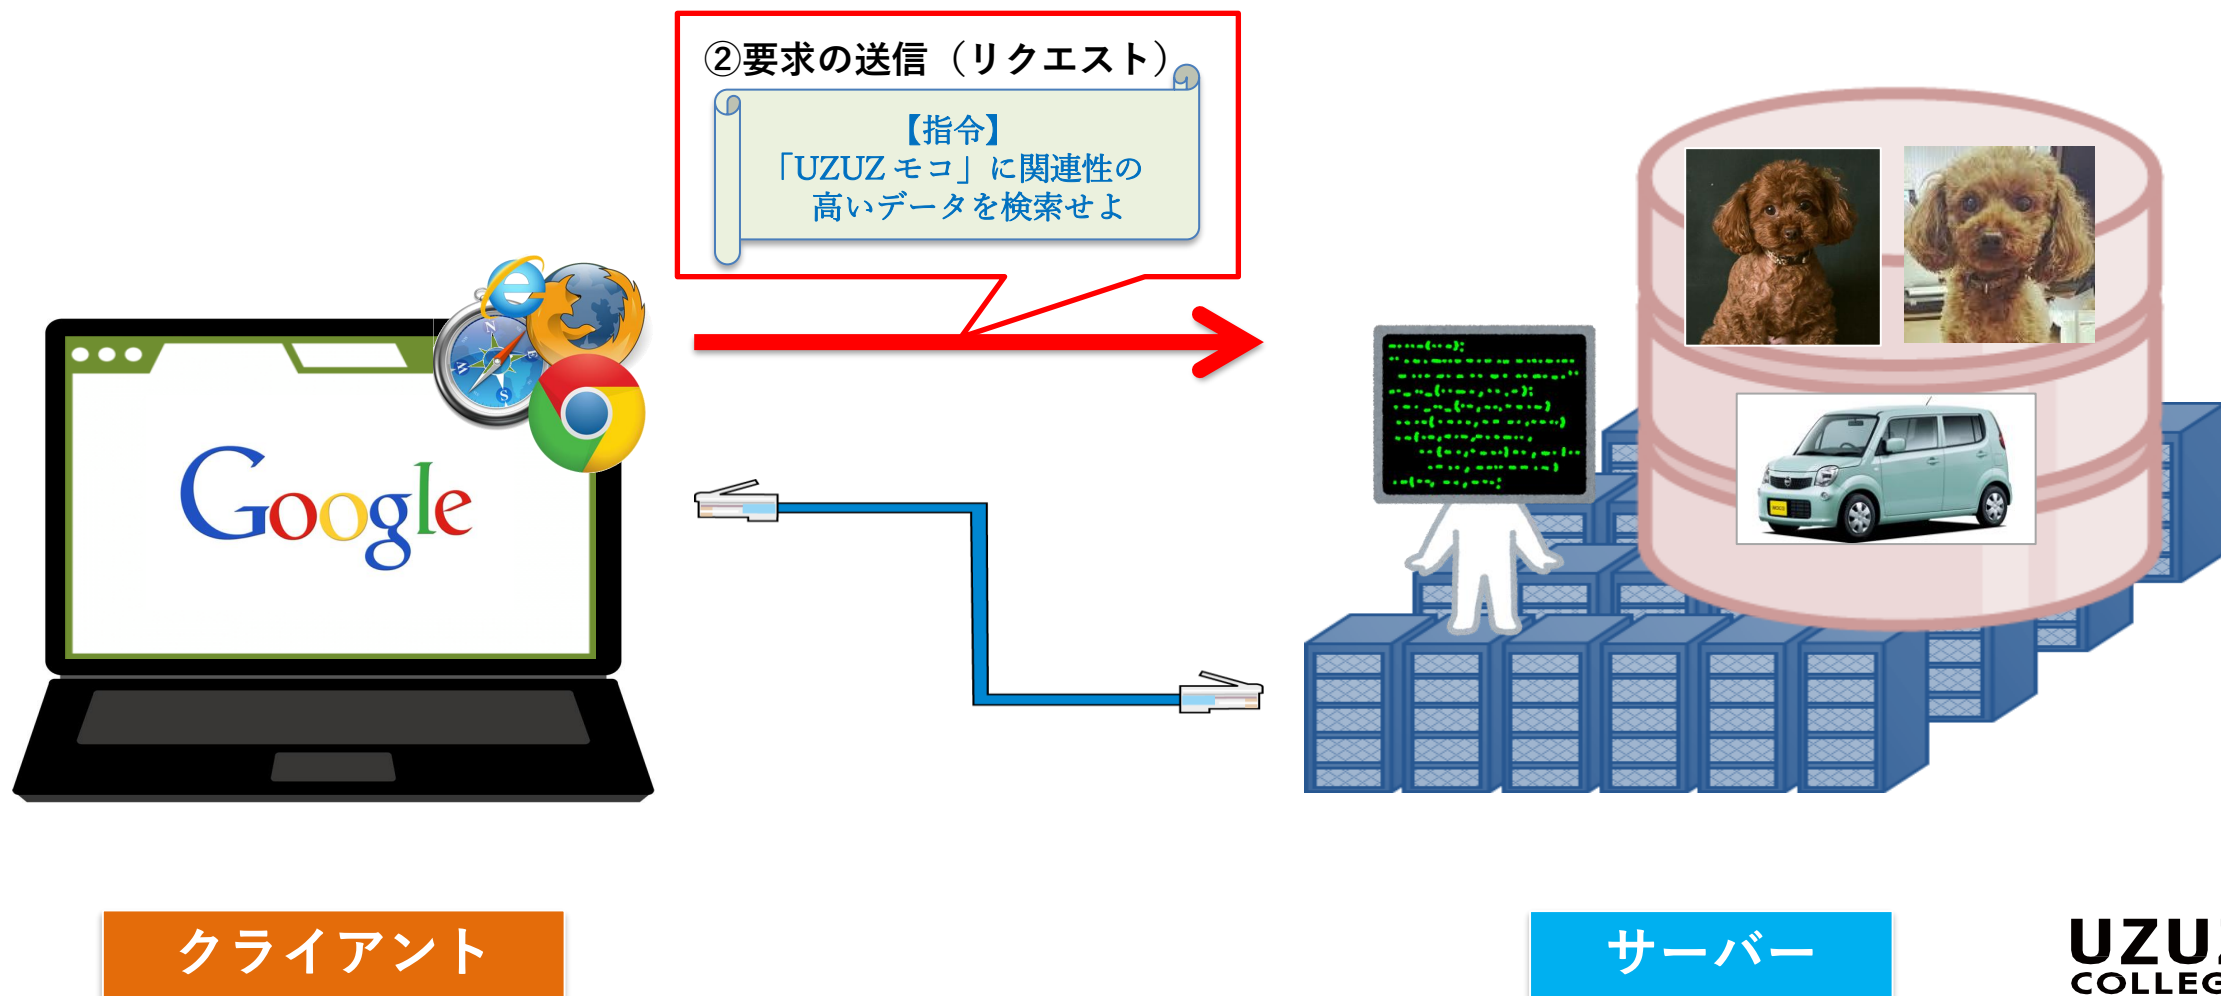 ②要求の送信（リクエスト）
【指令】
「UZUZ モコ」に関連性の
高いデータを検索せよ
Google
クライアント
サーバー